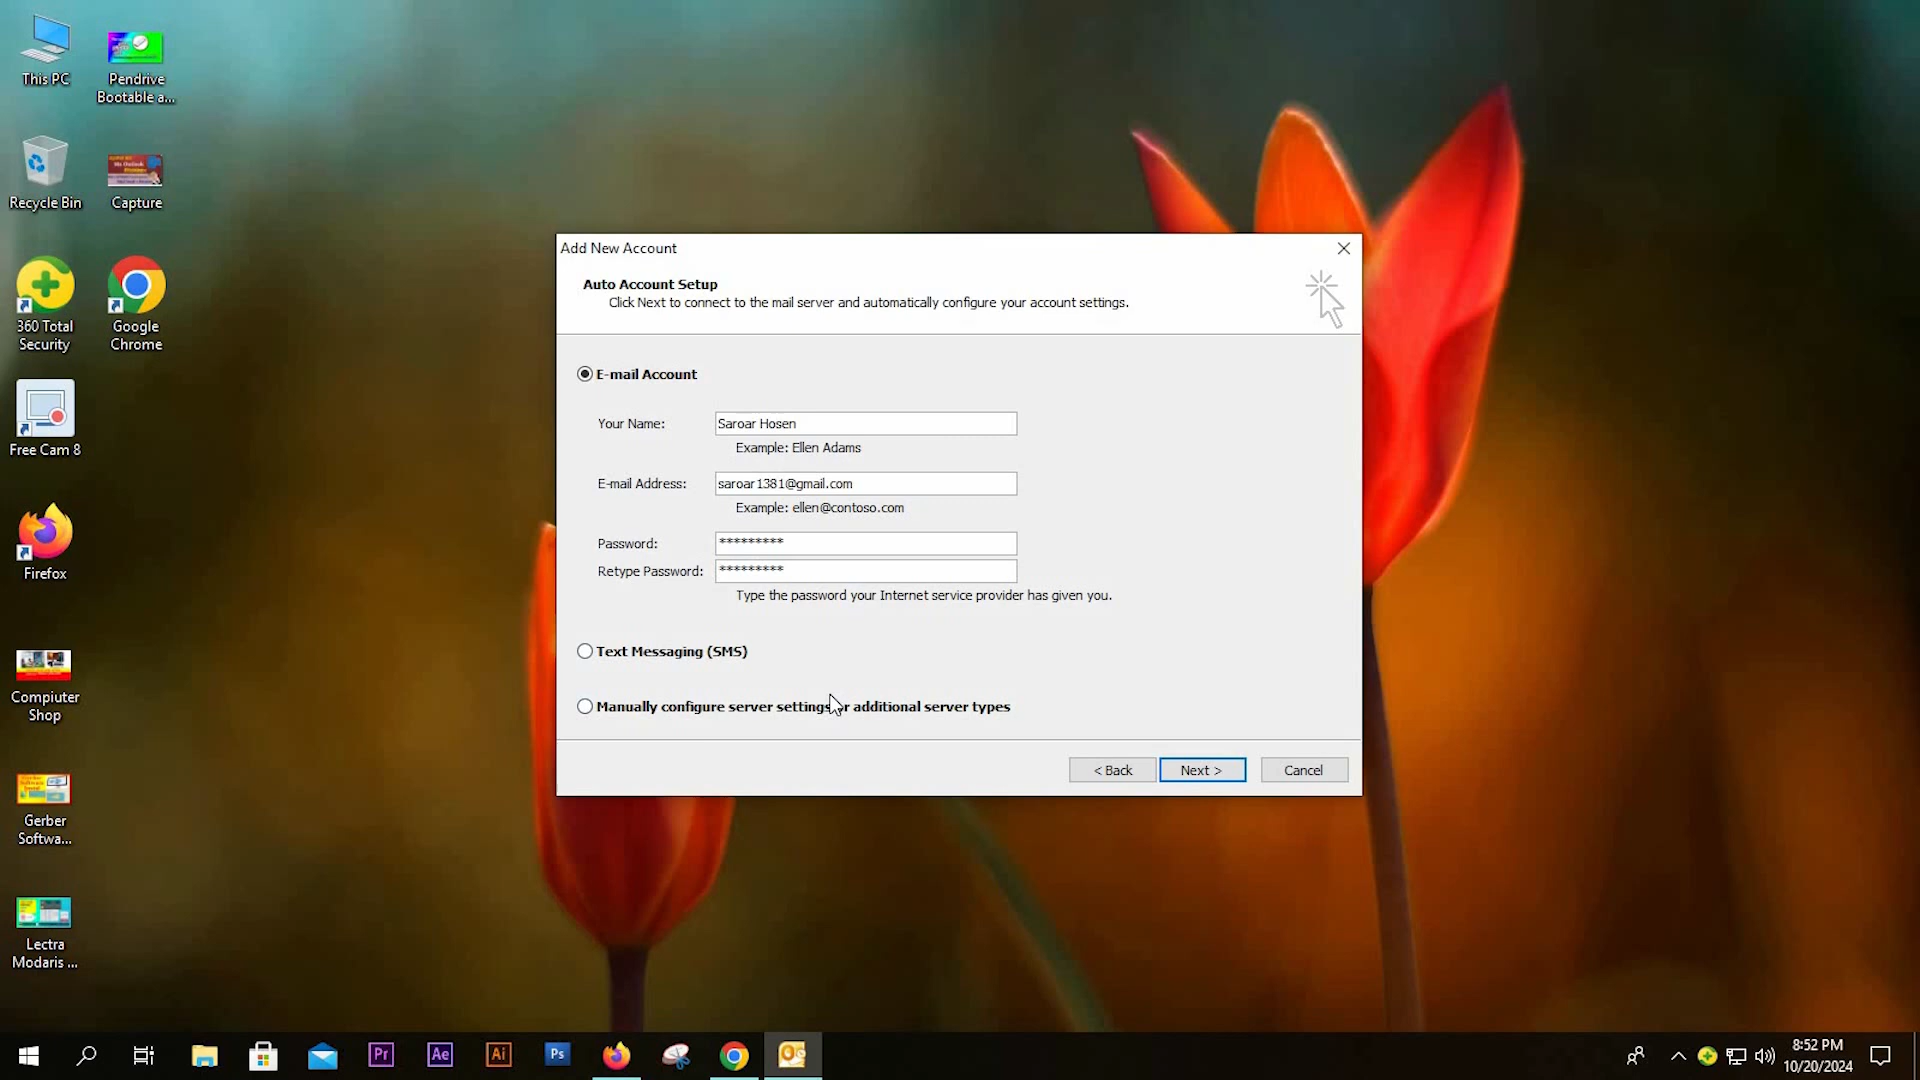 This PC
Pendrive
Bootable a...
Recycle Bin
Capture
360 Total
Security
Google
Chrome
Free Cam 8
Firefox
Compiuter
Shop
Gerber
Softwa...
Lectra
Modaris ...
Add New Account
Auto Account Setup
Click Next to connect to the mail server and automatically configure your account settings.
E-mail Account
Your Name:
Saroar Hosen
Example: Ellen Adams
E-mail Address:
saroar1381@gmail.com
Example: ellen@contoso.com
Password:
*********
Retype Password:
*********
Type the password your Internet service provider has given you.
Text Messaging (SMS)
Manually configure server settings or additional server types
< Back
Next >
Cancel
Pr
Ae
Ai
Ps
8:52 PM
10/20/2024